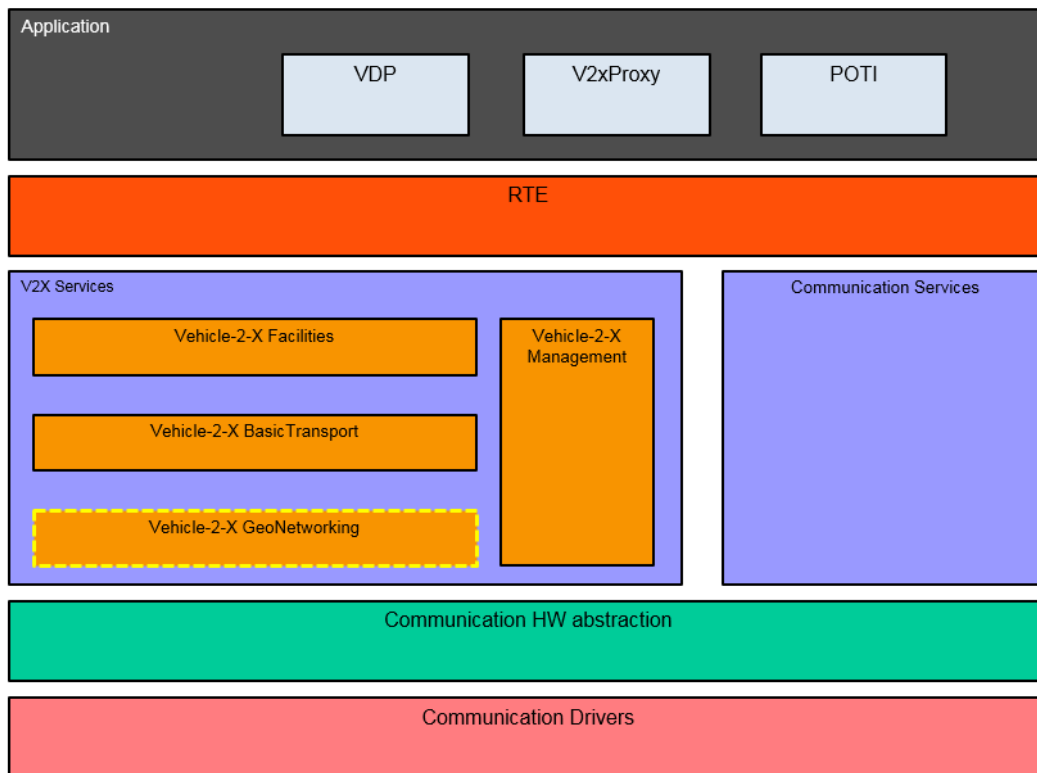 Application
VDP
V2xProxy
POTI
RTE
V2X Services
Communication Services
Vehicle-2-X Facilities
Vehicle-2-X
Management
Vehicle-2-X BasicTransport
Vehicle-2-X GeoNetworking
Communication HW abstraction
Communication Drivers